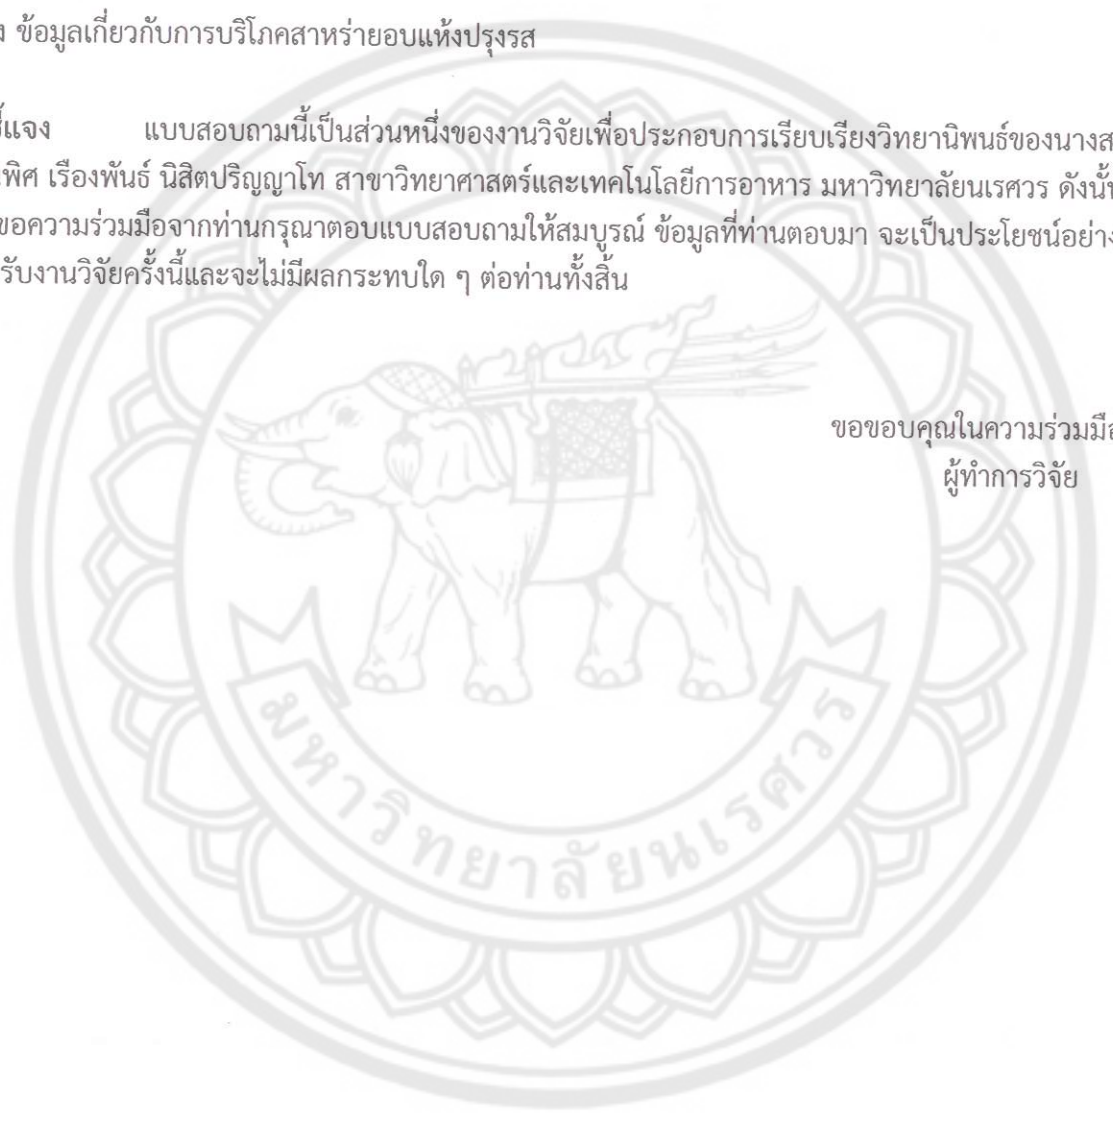 ง ข้อมูลเกี่ยวกับการบริโภคสาหร่ายอบแห้งปรุงรส
ชี้แจง แบบสอบถามนี้เป็นส่วนหนึ่งของงานวิจัยเพื่อประกอบการเรียบเรียงวิทยานิพนธ์ของนางส
พิศ เรืองพันธ์ นิสิตปริญญาโท สาขาวิทยาศาสตร์และเทคโนโลยีการอาหาร มหาวิทยาลัยนเรศวร ดังนั้น
ขอความร่วมมือจากท่านกรุณาตอบแบบสอบถามให้สมบูรณ์ ข้อมูลที่ท่านตอบมา จะเป็นประโยชน์อย่าง
รับงานวิจัยครั้งนี้และจะไม่มีผลกระทบใด ๆ ต่อท่านทั้งสิ้น
ขอขอบคุณในความร่วมมือ
ผู้ทำการวิจัย
มหาวิทยาลัยนเรศวร